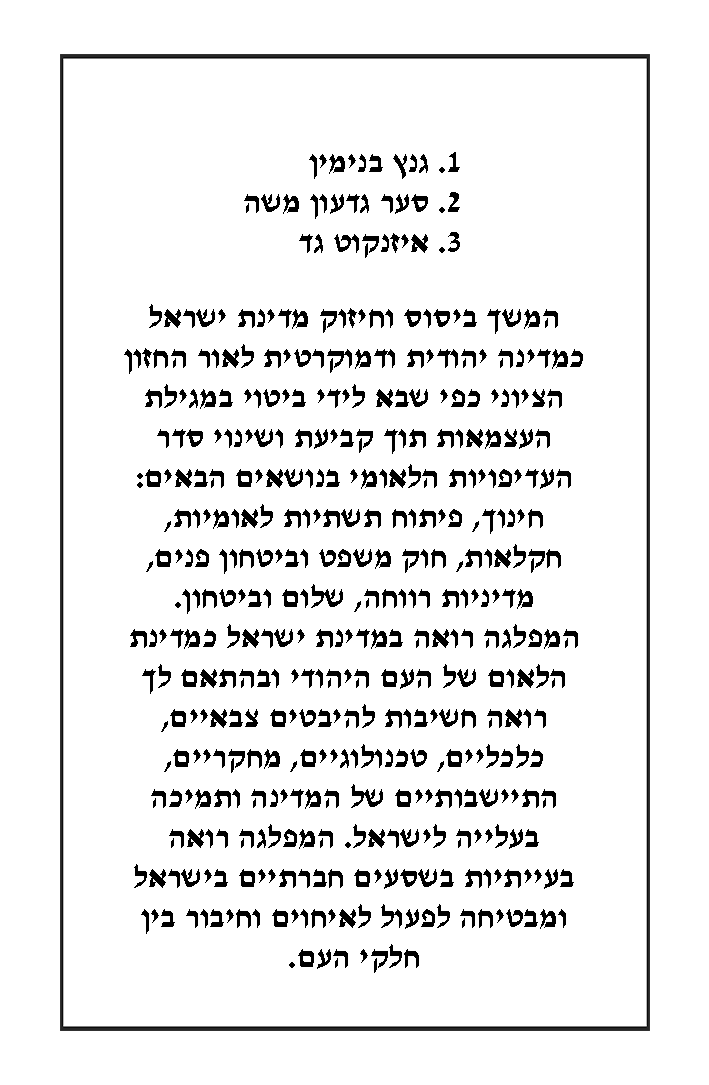 1. גנץ בנימין
2. סער גדעון משה
3. איזנקוט גד
המשך ביסוס וחיזוק מדינת ישראל
כמדינה יהודית ודמוקרטית לאור החזון
הציוני כפי שבא לידי ביטוי במגילת
העצמאות תוך קביעת ושינוי סדר
העדיפויות הלאומי בנושאים הבאים:
חינוך, פיתוח תשתיות לאומיות,
חקלאות, חוק משפט וביטחון פנים,
מדיניות רווחה, שלום וביטחון.
המפלגה רואה במדינת ישראל כמדינת
הלאום של העם היהודי ובהתאם לך
רואה חשיבות להיבטים צבאיים,
כלכליים, טכנולוגיים, מחקריים,
התיישבותיים של המדינה ותמיכה
בעלייה לישראל. המפלגה רואה
בעייתיות בשסעים חברתיים בישראל
ומבטיחה לפעול לאיחוים וחיבור בין
חלקי העם.